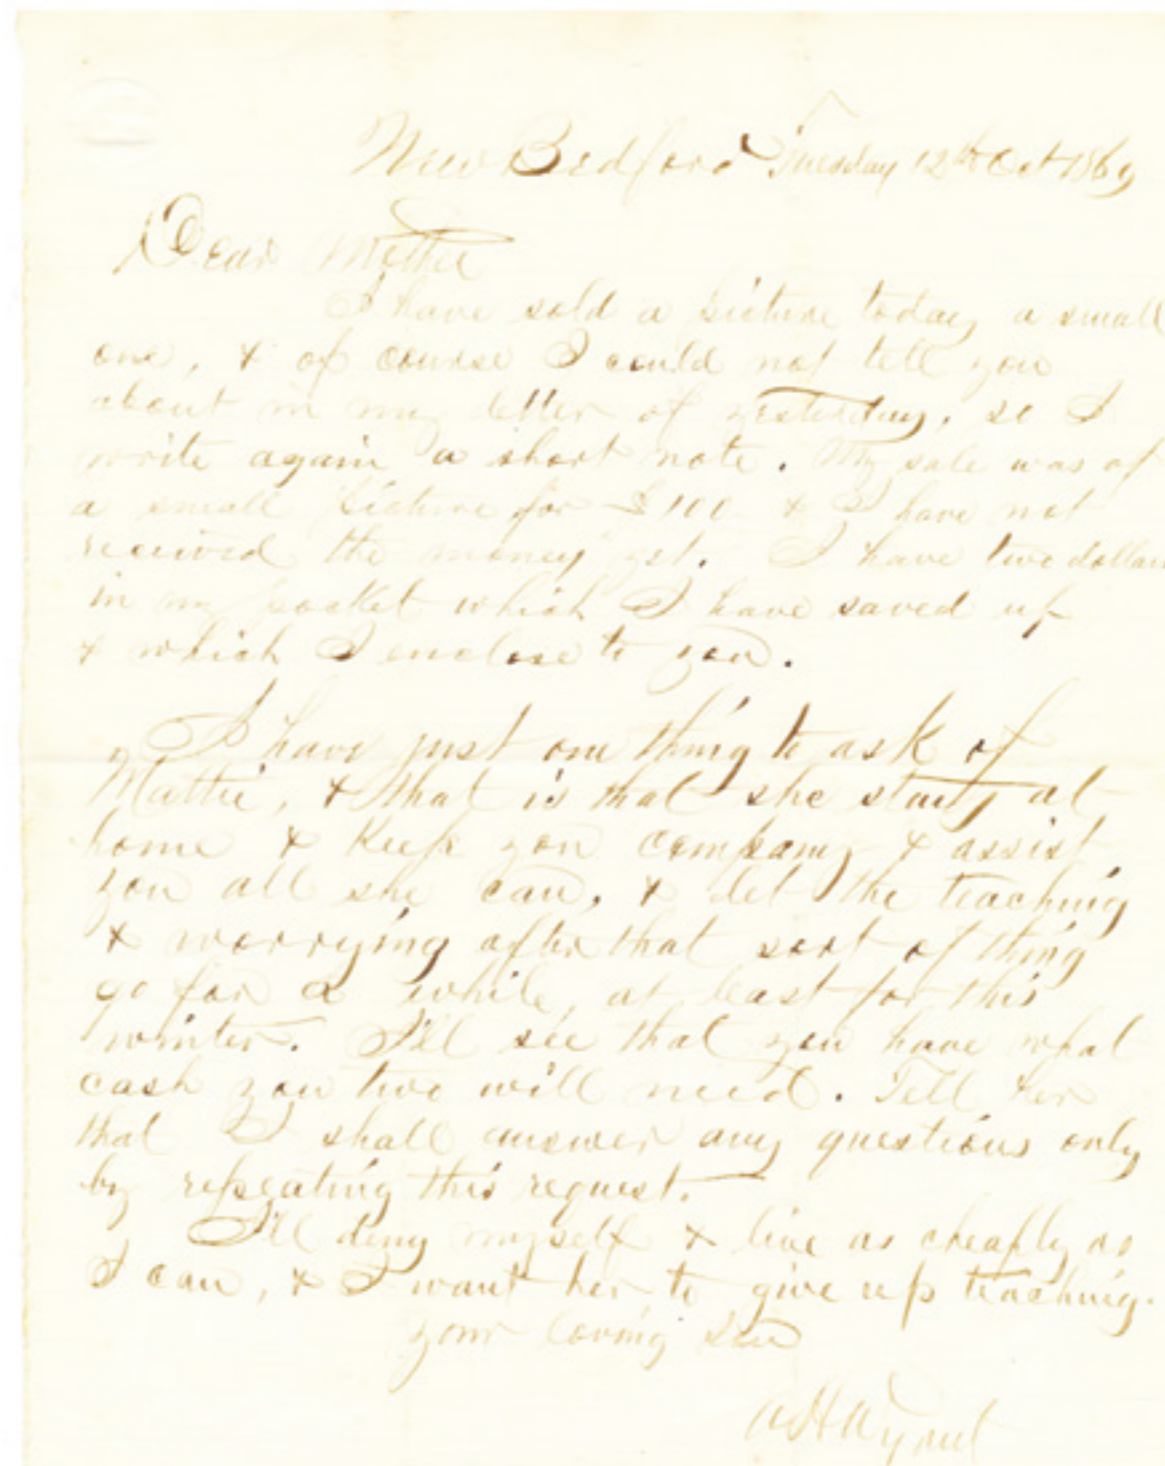 New Bedford Tuesday 12th Oct 1869
Dear Mother
I have sold a picture today a small
one, & of course I could not tell you
about in my letter of yesterday, so I
write again a short note. My sale was of
a small picture for $100 & I have not
received the money yet. I have two dollars
in my pocket which I have saved up
& which I enclose to you.
I have just one thing to ask of
Mattie, & that is that she stay at
home & keep you company & assist
you all she can, & let the teaching
& worrying after that sort of thing
go for a while, at least for this
winter. I'll see that you have what
cash you two will need. Tell her
that I shall answer any questions only
by repeating this request.
I'll deny myself & live as cheaply as
I can, & I want her to give up teaching.
your loving Son